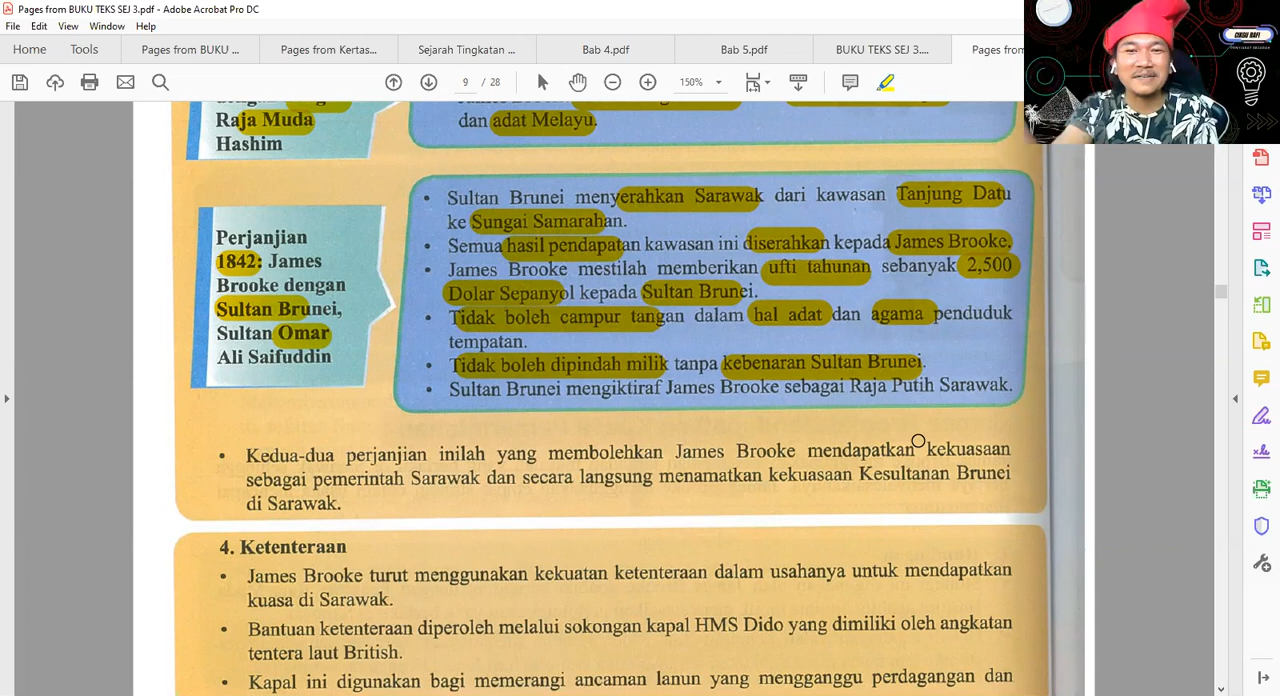 Pages from BUKU TEKS SEJ 3.pdf - Adobe Acrobat Pro DC
File Edit View Window Help
Home Tools Pages from BUKU ... Pages from Kertas... Sejarah Tingkatan ... Bab 4.pdf Bab 5.pdf BUKU TEKS SEJ 3.... Pages from
9 / 28 150%
CIKGU RAFI
Raja Muda
Hashim
dan adat Melayu.
Perjanjian
1842: James
Brooke dengan
Sultan Brunei,
Sultan Omar
Ali Saifuddin
• Sultan Brunei menyerahkan Sarawak dari kawasan Tanjung Datu
ke Sungai Samarahan.
• Semua hasil pendapatan kawasan ini diserahkan kepada James Brooke.
• James Brooke mestilah memberikan ufti tahunan sebanyak 2,500
Dolar Sepanyol kepada Sultan Brunei.
• Tidak boleh campur tangan dalam hal adat dan agama penduduk
tempatan.
• Tidak boleh dipindah milik tanpa kebenaran Sultan Brunei.
• Sultan Brunei mengiktiraf James Brooke sebagai Raja Putih Sarawak.
• Kedua-dua perjanjian inilah yang membolehkan James Brooke mendapatkan kekuasaan
sebagai pemerintah Sarawak dan secara langsung menamatkan kekuasaan Kesultanan Brunei
di Sarawak.
4. Ketenteraan
• James Brooke turut menggunakan kekuatan ketenteraan dalam usahanya untuk mendapatkan
kuasa di Sarawak.
• Bantuan ketenteraan diperoleh melalui sokongan kapal HMS Dido yang dimiliki oleh angkatan
tentera laut British.
• Kapal ini digunakan bagi memerangi ancaman lanun yang mengganggu perdagangan dan